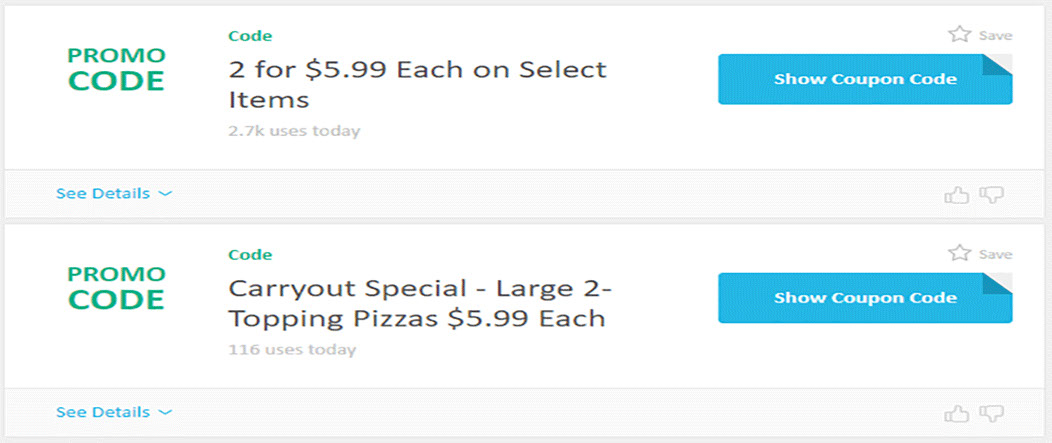 PROMO
CODE
Code
2 for $5.99 Each on Select
Items
2.7k uses today
Save
Show Coupon Code
See Details
PROMO
CODE
Code
Carryout Special - Large 2-
Topping Pizzas $5.99 Each
116 uses today
Save
Show Coupon Code
See Details